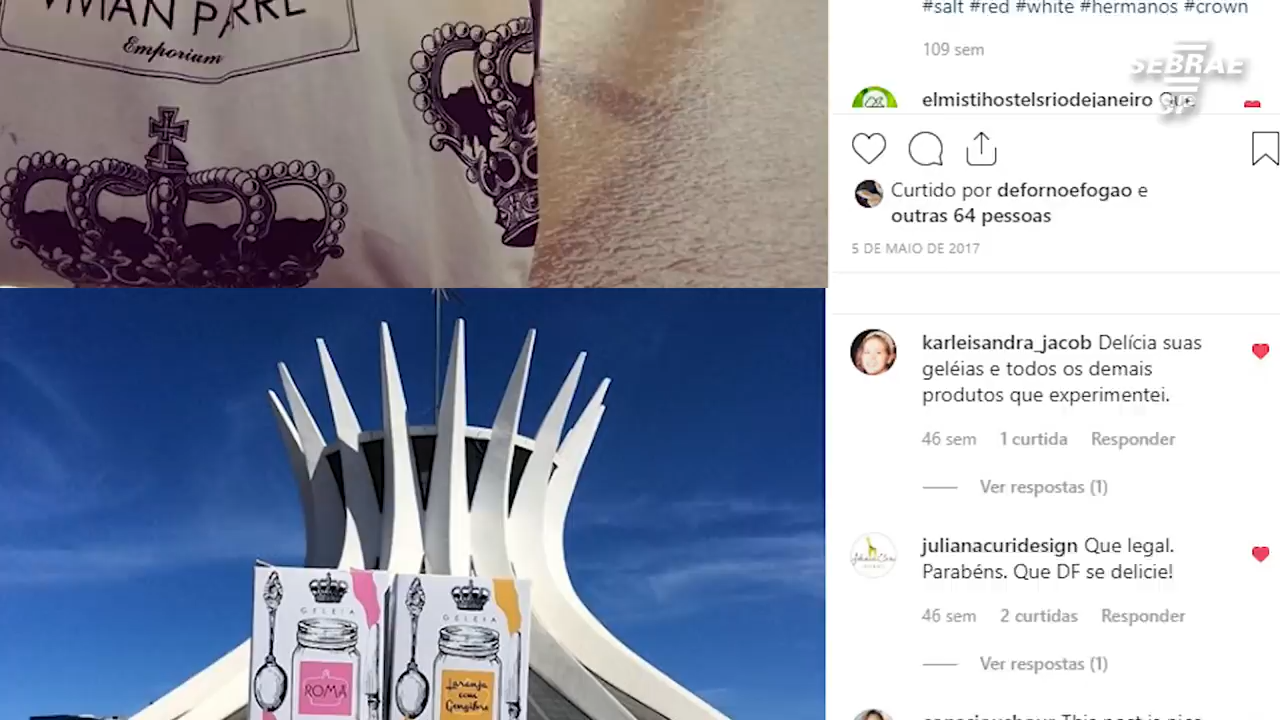 VIVIAN PARRE
Emporium
#salt #red #white #hermanos #crown
109 sem
SEBRAE
SP
elmistihostelsriodejaneiro Que
Curtido por defornoefogao e
outras 64 pessoas
5 DE MAIO DE 2017
karleisandra_jacob Delícia suas
geléias e todos os demais
produtos que experimentei.
46 sem 1 curtida Responder
Ver respostas (1)
julianacuridesign Que legal.
Parabéns. Que DF se delicie!
46 sem 2 curtidas Responder
Ver respostas (1)
GELEIA
ROMÃ
GELEIA
Laranja
com
Gengibre